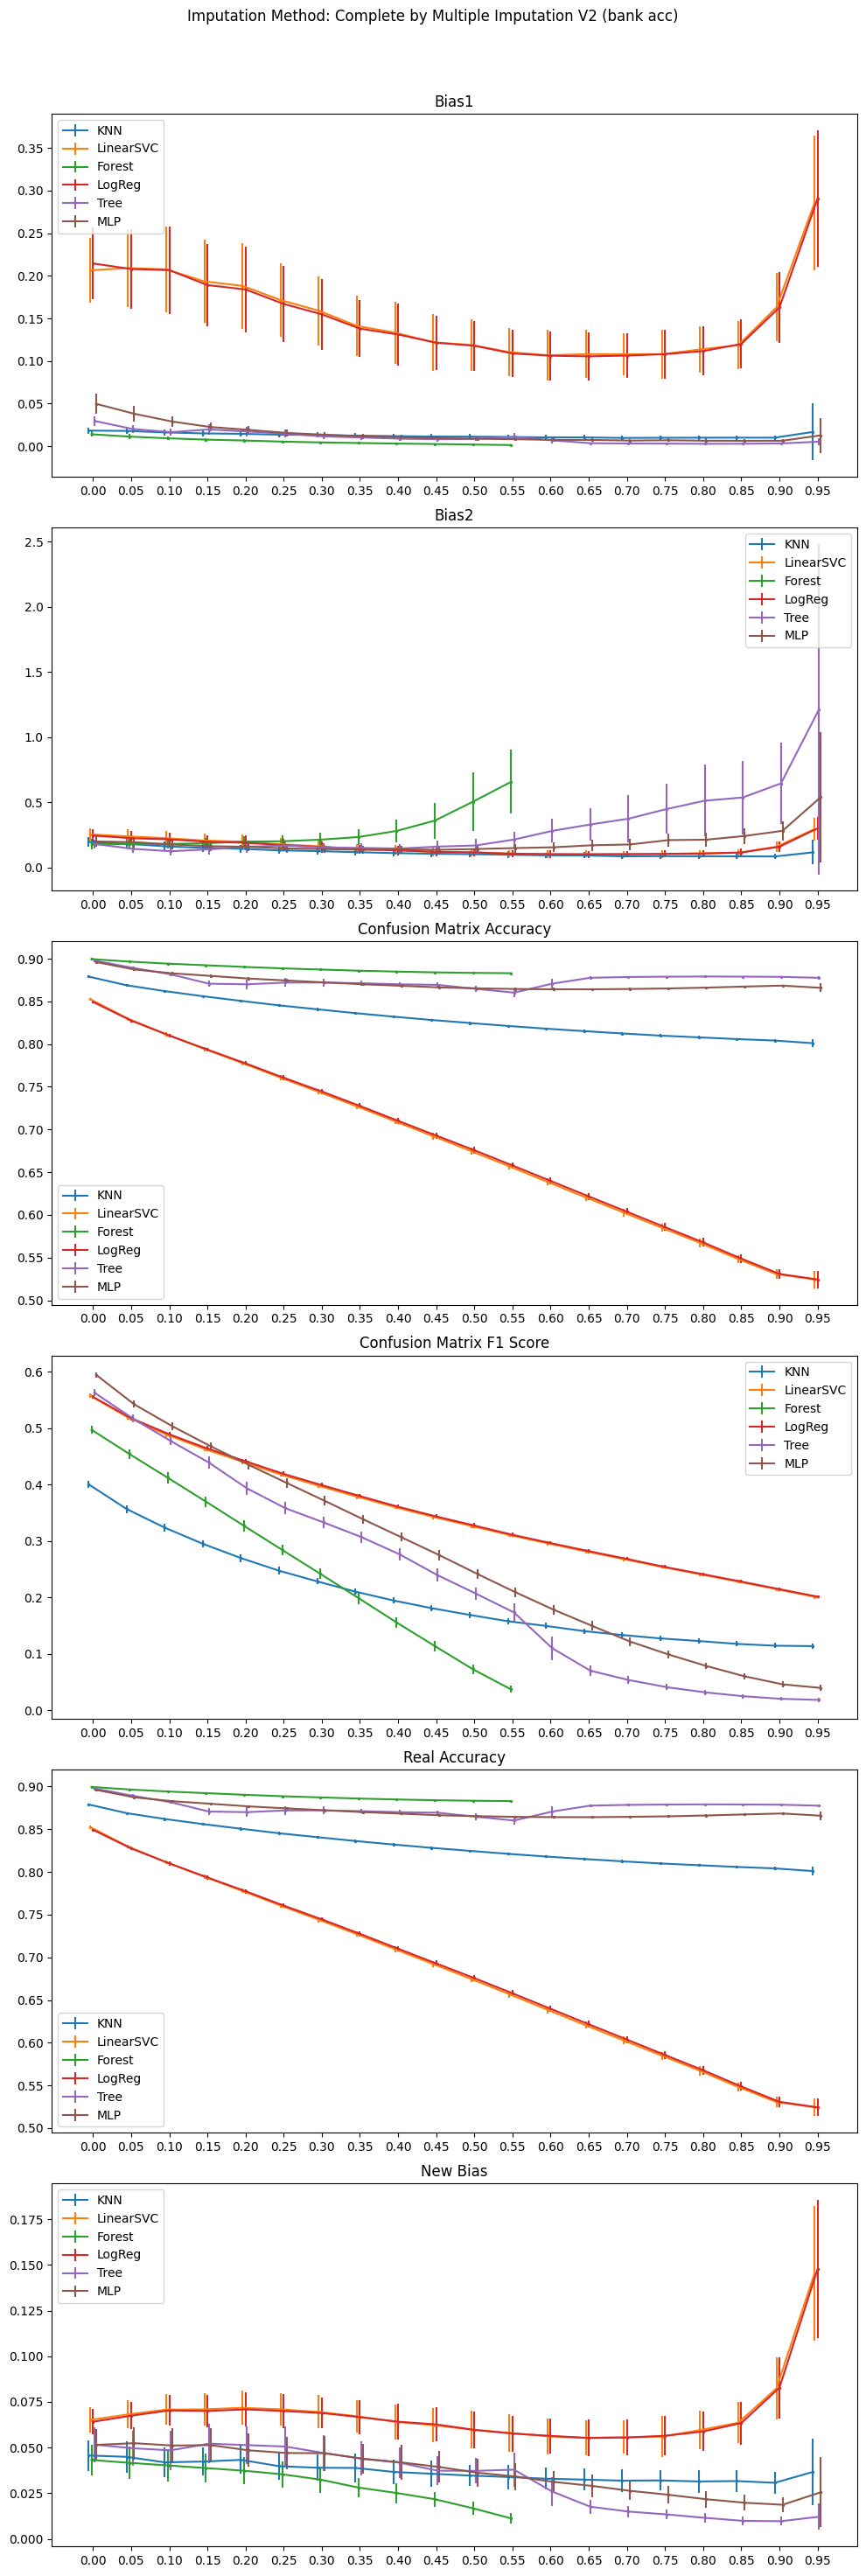 Imputation Method: Complete by Multiple Imputation V2 (bank acc)
Bias1
KNN
LinearSVC
Forest
LogReg
Tree
MLP
0.35
0.30
0.25
0.20
0.15
0.10
0.05
0.00
0.00 0.05 0.10 0.15 0.20 0.25 0.30 0.35 0.40 0.45 0.50 0.55 0.60 0.65 0.70 0.75 0.80 0.85 0.90 0.95
Bias2
KNN
LinearSVC
Forest
LogReg
Tree
MLP
2.5
2.0
1.5
1.0
0.5
0.0
0.00 0.05 0.10 0.15 0.20 0.25 0.30 0.35 0.40 0.45 0.50 0.55 0.60 0.65 0.70 0.75 0.80 0.85 0.90 0.95
Confusion Matrix Accuracy
0.90
0.85
0.80
0.75
0.70
0.65
0.60
0.55
0.50
KNN
LinearSVC
Forest
LogReg
Tree
MLP
0.00 0.05 0.10 0.15 0.20 0.25 0.30 0.35 0.40 0.45 0.50 0.55 0.60 0.65 0.70 0.75 0.80 0.85 0.90 0.95
Confusion Matrix F1 Score
KNN
LinearSVC
Forest
LogReg
Tree
MLP
0.6
0.5
0.4
0.3
0.2
0.1
0.0
0.00 0.05 0.10 0.15 0.20 0.25 0.30 0.35 0.40 0.45 0.50 0.55 0.60 0.65 0.70 0.75 0.80 0.85 0.90 0.95
Real Accuracy
0.90
0.85
0.80
0.75
0.70
0.65
0.60
0.55
0.50
KNN
LinearSVC
Forest
LogReg
Tree
MLP
0.00 0.05 0.10 0.15 0.20 0.25 0.30 0.35 0.40 0.45 0.50 0.55 0.60 0.65 0.70 0.75 0.80 0.85 0.90 0.95
New Bias
KNN
LinearSVC
Forest
LogReg
Tree
MLP
0.175
0.150
0.125
0.100
0.075
0.050
0.025
0.000
0.00 0.05 0.10 0.15 0.20 0.25 0.30 0.35 0.40 0.45 0.50 0.55 0.60 0.65 0.70 0.75 0.80 0.85 0.90 0.95